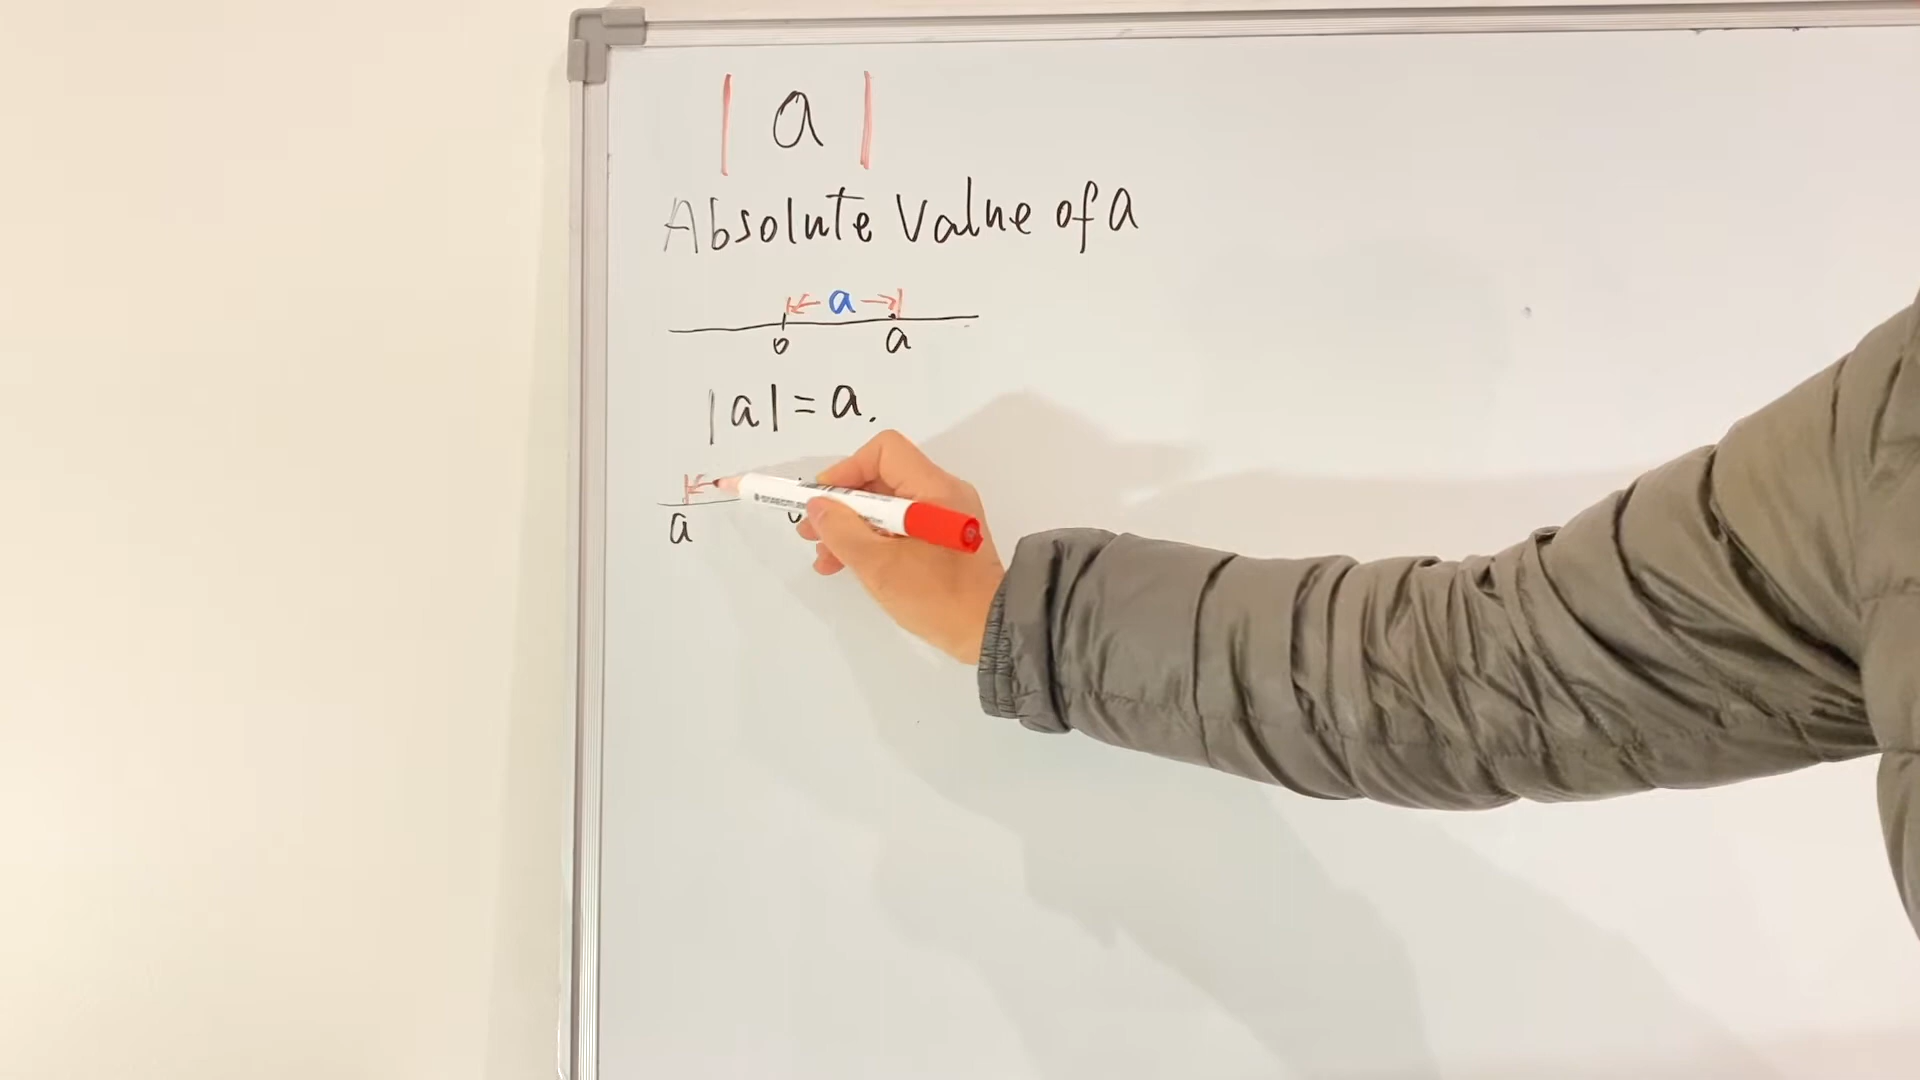 | a |
Absolute Value of a
a
0 a
|a| = a.
a